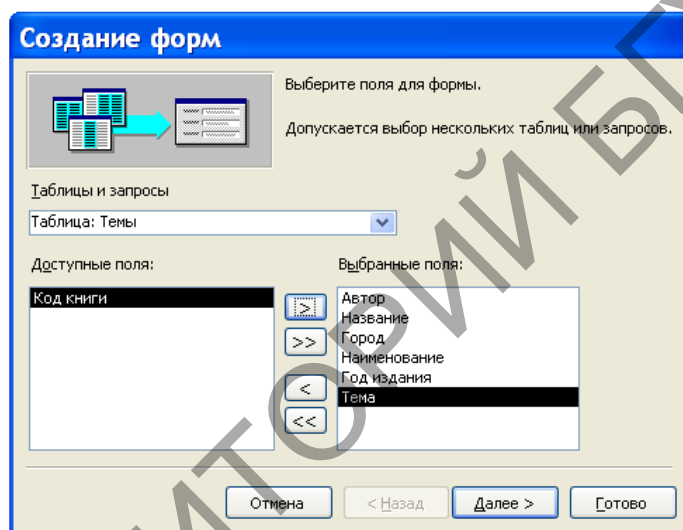 Создание форм
Выберите поля для формы.
Допускается выбор нескольких таблиц или запросов.
Таблицы и запросы
Таблица: Темы
Доступные поля:
Выбранные поля:
Код книги
>
>>
<
<<
Автор
Название
Город
Наименование
Год издания
Тема
Отмена
< Назад
Далее >
Готово